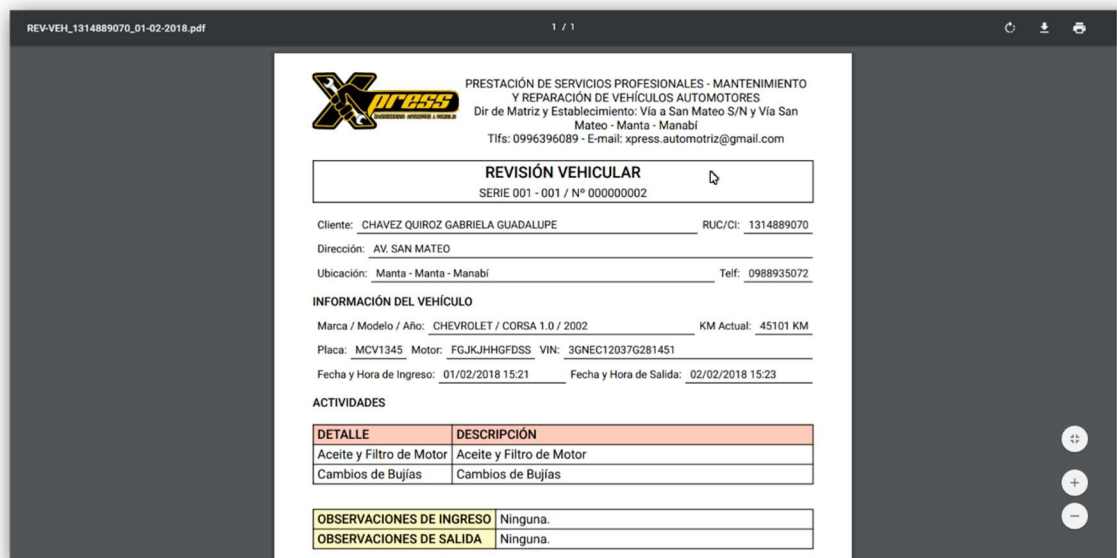 REV-VEH_1314889070_01-02-2018.pdf
1 / 1
Xpress
PRESTACIÓN DE SERVICIOS PROFESIONALES - MANTENIMIENTO
Y REPARACIÓN DE VEHÍCULOS AUTOMOTORES
Dir de Matriz y Establecimiento: Vía a San Mateo S/N y Vía San
Mateo - Manta - Manabí
Tlfs: 0996396089 - E-mail: xpress.automotriz@gmail.com
REVISIÓN VEHICULAR
SERIE 001 - 001 / Nº 000000002
Cliente: CHAVEZ QUIROZ GABRIELA GUADALUPE RUC/CI: 1314889070
Dirección: AV. SAN MATEO
Ubicación: Manta - Manta - Manabí Telf: 0988935072
INFORMACIÓN DEL VEHÍCULO
Marca / Modelo / Año: CHEVROLET / CORSA 1.0 / 2002 KM Actual: 45101 KM
Placa: MCV1345 Motor: FGJKJHHGFDSS VIN: 3GNEC12037G281451
Fecha y Hora de Ingreso: 01/02/2018 15:21 Fecha y Hora de Salida: 02/02/2018 15:23
ACTIVIDADES
DETALLE DESCRIPCIÓN
Aceite y Filtro de Motor Aceite y Filtro de Motor
Cambios de Bujías Cambios de Bujías
OBSERVACIONES DE INGRESO Ninguna.
OBSERVACIONES DE SALIDA Ninguna.